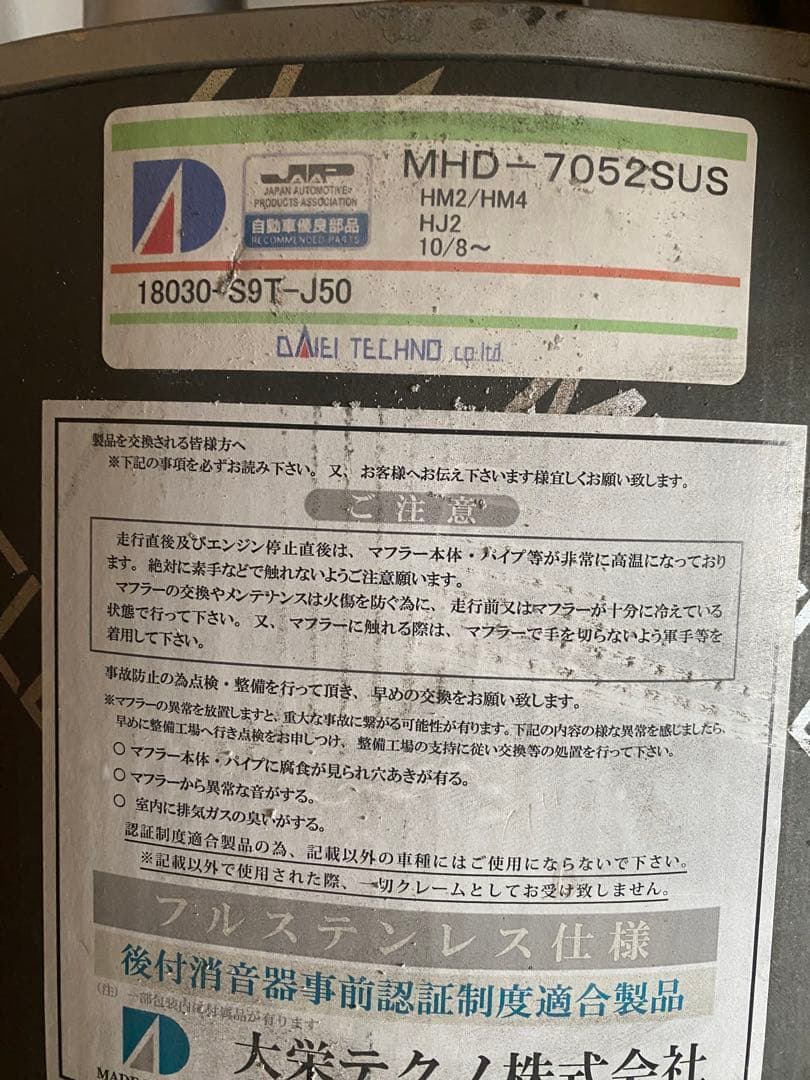 MHD-7052SUS
JAPAN AUTOMOTIVE
PRODUCTS ASSOCIATION
自動車優良部品
RECOMMENDED PARTS
HM2/HM4
HJ2
10/8～
18030-S9T-J50
DAIEI TECHNO co.ltd.
製品を交換される皆様方へ
※下記の事項を必ずお読み下さい。又、お客様へお伝え下さいます様宜しくお願い致します。
ご注意
走行直後及びエンジン停止直後は、マフラー本体・パイプ等が非常に高温になっており
ます。絶対に素手などで触れないようご注意願います。
マフラーの交換やメンテナンスは火傷を防ぐ為に、走行前又はマフラーが十分に冷えている
状態で行って下さい。又、マフラーに触れる際は、マフラーで手を切らないよう軍手等を
着用して下さい。
事故防止の為点検・整備を行って頂き、早めの交換をお願い致します。
※マフラーの異常を放置しますと、重大な事故に繋がる可能性が有ります。下記の内容の様な異常を感じましたら、
早めに整備工場へ行き点検をお申しつけ、整備工場の支持に従い交換等の処置を行って下さい。
○ マフラー本体・パイプに腐食が見られ穴あきが有る。
○ マフラーから異常な音がする。
○ 室内に排気ガスの臭いがする。
認証制度適合製品の為、記載以外の車種にはご使用にならないで下さい。
※記載以外で使用された際、一切クレームとしてお受け致しません。
フルステンレス仕様
後付消音器事前認証制度適合製品
(注) 一部包装内に付属品が有ります
大栄テクノ株式会社
MADE